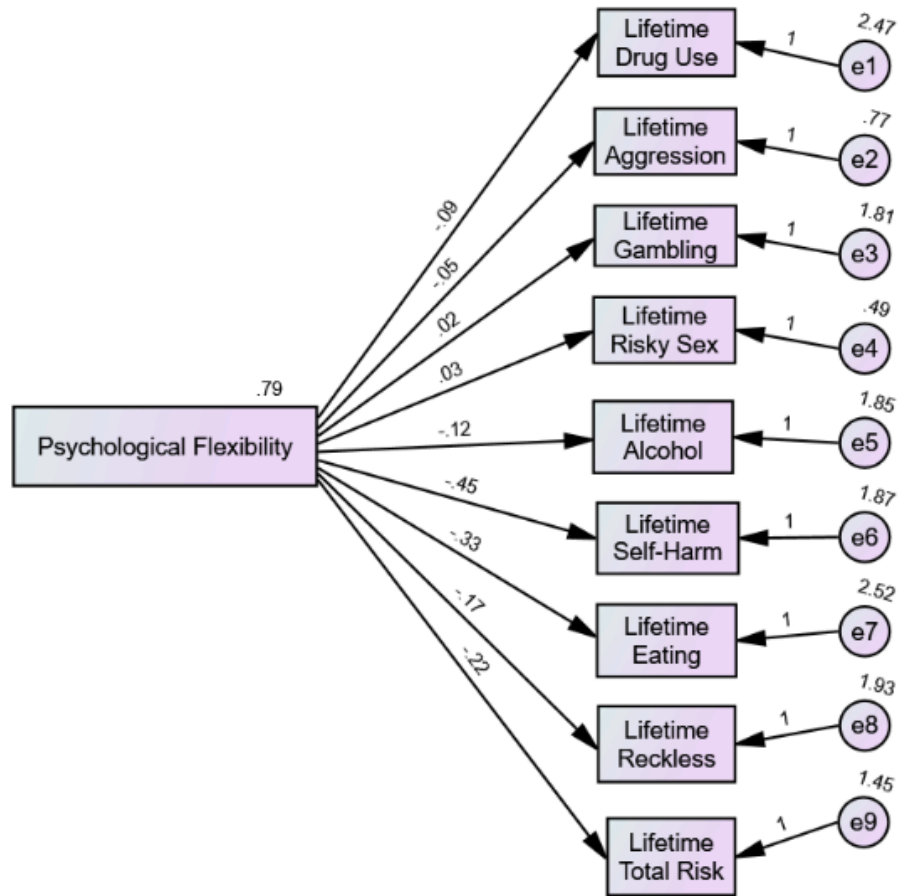 2.47
Lifetime
Drug Use
1
e1
-.09
.77
Lifetime
Aggression
1
e2
-.05
1.81
Lifetime
Gambling
1
e3
.02
.49
Lifetime
Risky Sex
1
e4
.03
.79
Psychological Flexibility
1.85
Lifetime
Alcohol
1
e5
-.12
1.87
Lifetime
Self-Harm
1
e6
-.45
2.52
Lifetime
Eating
1
e7
-.33
1.93
Lifetime
Reckless
1
e8
-.17
1.45
Lifetime
Total Risk
1
e9
-.22